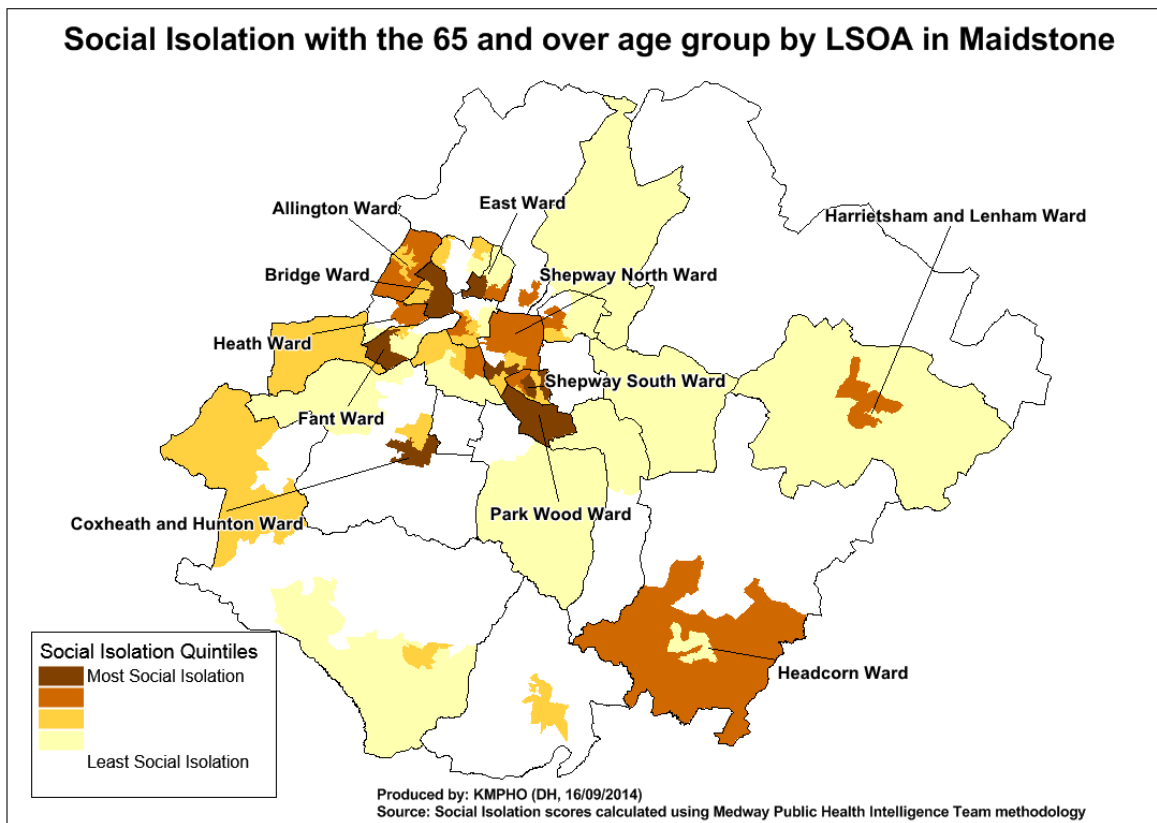 Social Isolation with the 65 and over age group by LSOA in Maidstone
East Ward
Allington Ward
Harrietsham and Lenham Ward
Bridge Ward
Shepway North Ward
Heath Ward
Shepway South Ward
Fant Ward
Park Wood Ward
Coxheath and Hunton Ward
Headcorn Ward
Social Isolation Quintiles
Most Social Isolation
Least Social Isolation
Produced by: KMPHO (DH, 16/09/2014)
Source: Social Isolation scores calculated using Medway Public Health Intelligence Team methodology